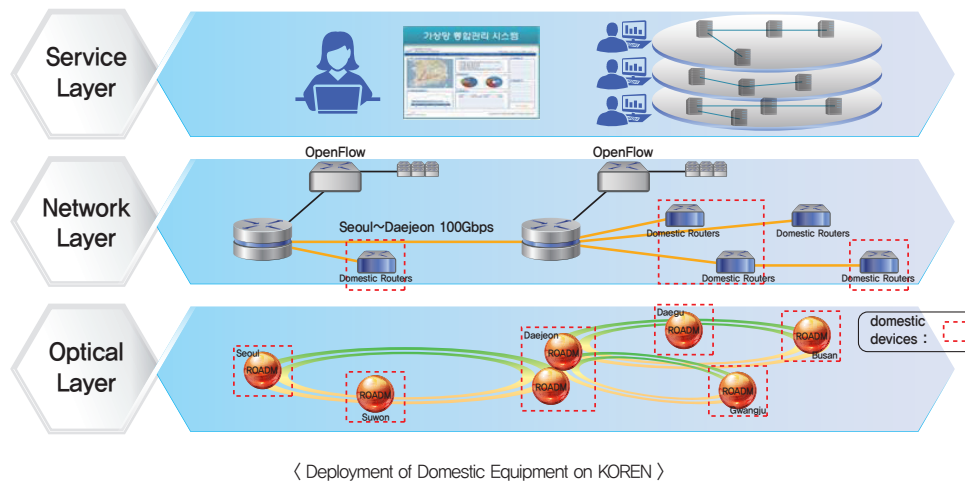 Service
Layer
가상망 통합관리 시스템
Network
Layer
OpenFlow
OpenFlow
Seoul~Daejeon 100Gbps
Domestic Routers
Domestic Routers
Domestic Routers
Domestic Routers
Domestic Routers
Optical
Layer
Seoul
ROADM
ROADM
Suwon
Daejeon
ROADM
ROADM
Daegu
ROADM
ROADM
Gwangju
ROADM
Busan
domestic
devices :
〈 Deployment of Domestic Equipment on KOREN 〉